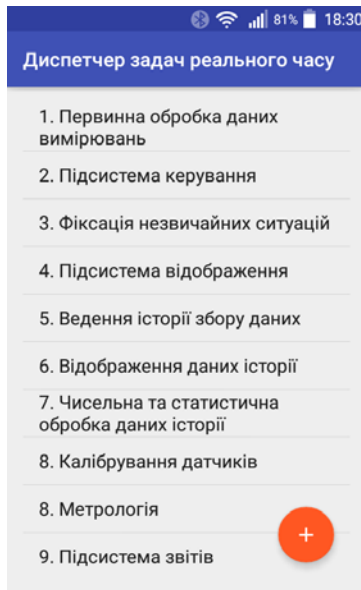 81% 18:30
Диспетчер задач реального часу
1. Первинна обробка даних
вимірювань
2. Підсистема керування
3. Фіксація незвичайних ситуацій
4. Підсистема відображення
5. Ведення історії збору даних
6. Відображення даних історії
7. Чисельна та статистична
обробка даних історії
8. Калібрування датчиків
8. Метрологія
+
9. Підсистема звітів